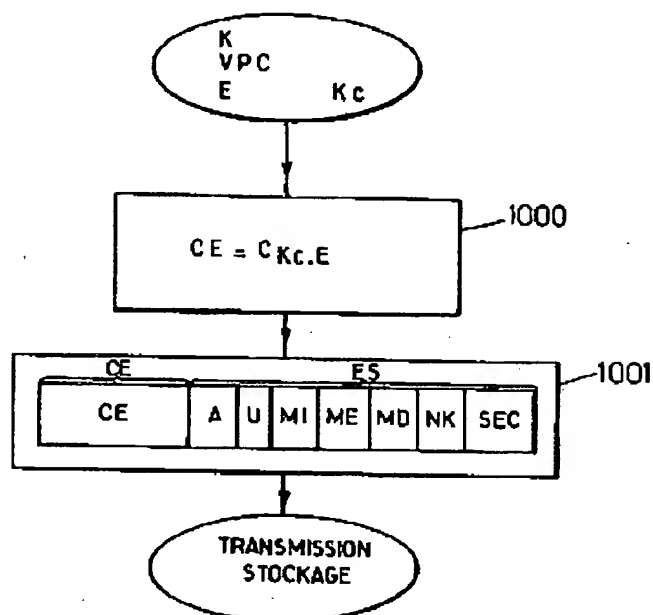 K
VPC
E Kc
1000
CE = CKc.E
CE ES
1001
CE A U MI ME MD NK SEC
TRANSMISSION
STOCKAGE